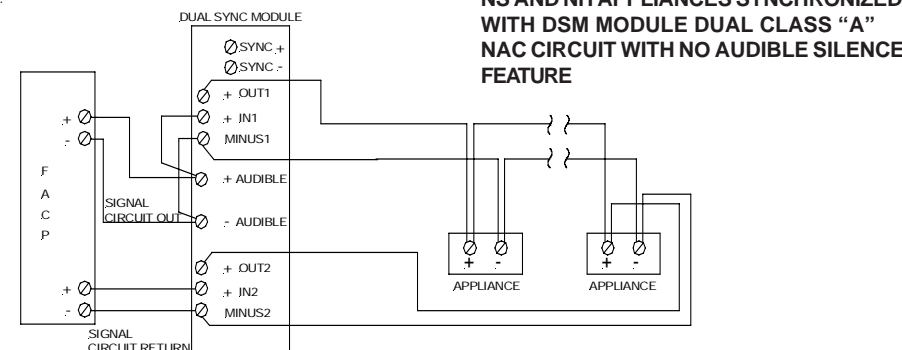 NS AND NH APPLIANCES SYNCHRONIZED
WITH DSM MODULE DUAL CLASS “A”
NAC CIRCUIT WITH NO AUDIBLE SILENCE
FEATURE
DUAL SYNC MODULE
SYNC +
SYNC -
+ OUT1
+ IN1
MINUS1
+ AUDIBLE
- AUDIBLE
+ OUT2
+ IN2
MINUS2
+
-
F
A
C
P
SIGNAL
CIRCUIT OUT
+
-
SIGNAL
CIRCUIT RETURN
+ -
APPLIANCE
+ -
APPLIANCE